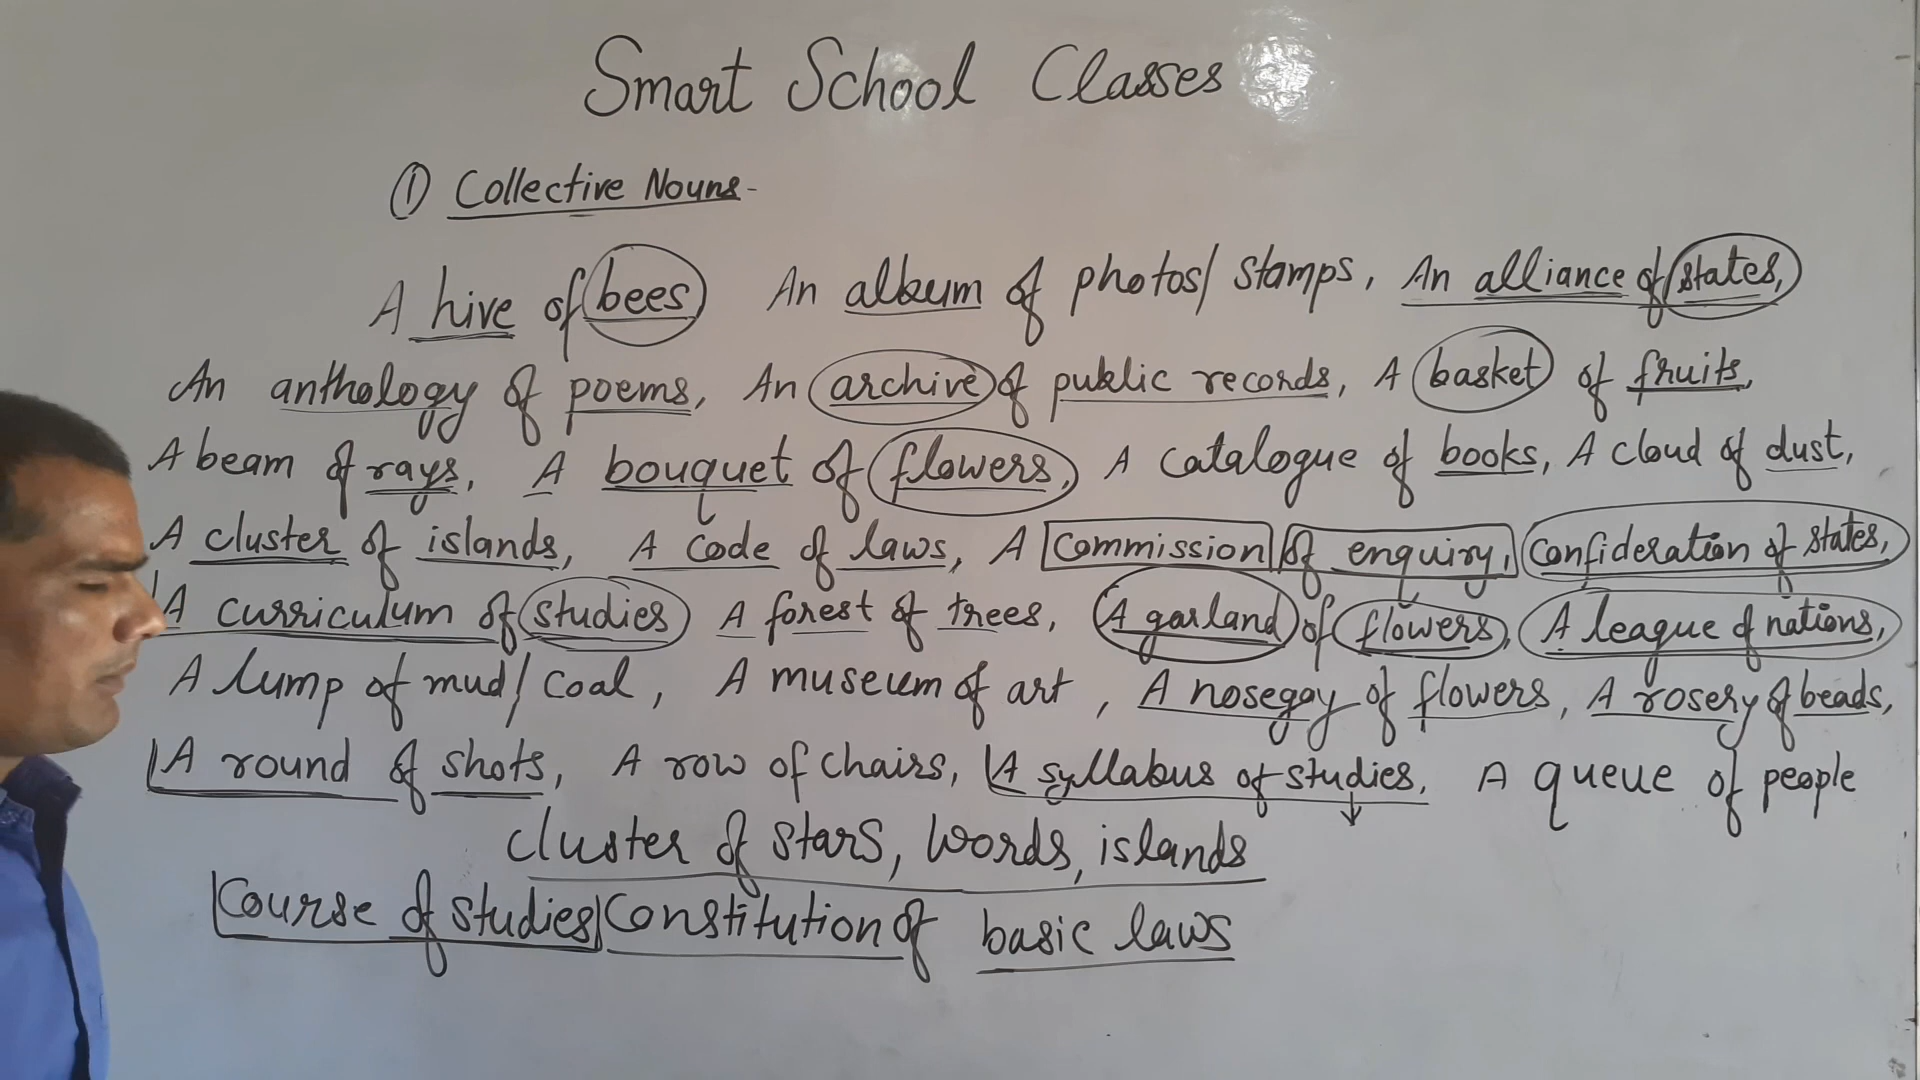 Smart School Classes
① Collective Nouns-
A hive of bees An album of photos/ stamps, An alliance of states,
An anthology of poems, An archive of public records, A basket of fruits,
A beam of rays, A bouquet of flowers, A catalogue of books, A cloud of dust,
A cluster of islands, A code of laws, A commission of enquiry, confideration of states,
A curriculum of studies A forest of trees, A garland of flowers, A league of nations,
A lump of mud/ coal, A museum of art, A nosegay of flowers, A rosery of beads,
A round of shots, A row of chairs, A syllabus of studies, A queue of people
cluster of stars, words, islands
Course of studies Constitution of basic laws